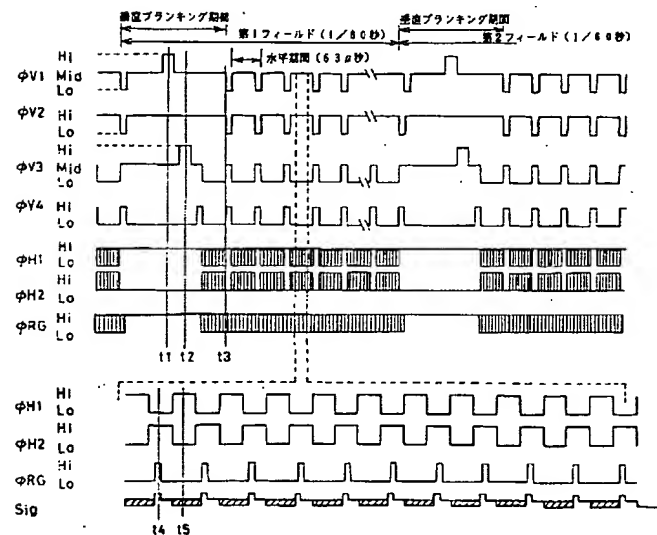 垂直ブランキング期間
垂直ブランキング期間
第1フィールド(1/60秒)
第2フィールド(1/60秒)
水平期間(63μ秒)
φV1 Hi Mid Lo
φV2 Hi Lo
φV3 Hi Mid Lo
φV4 Hi Lo
φH1 Hi Lo
φH2 Hi Lo
φRG Hi Lo
t1 t2 t3
φH1 Hi Lo
φH2 Hi Lo
φRG Hi Lo
Sig
t4 t5